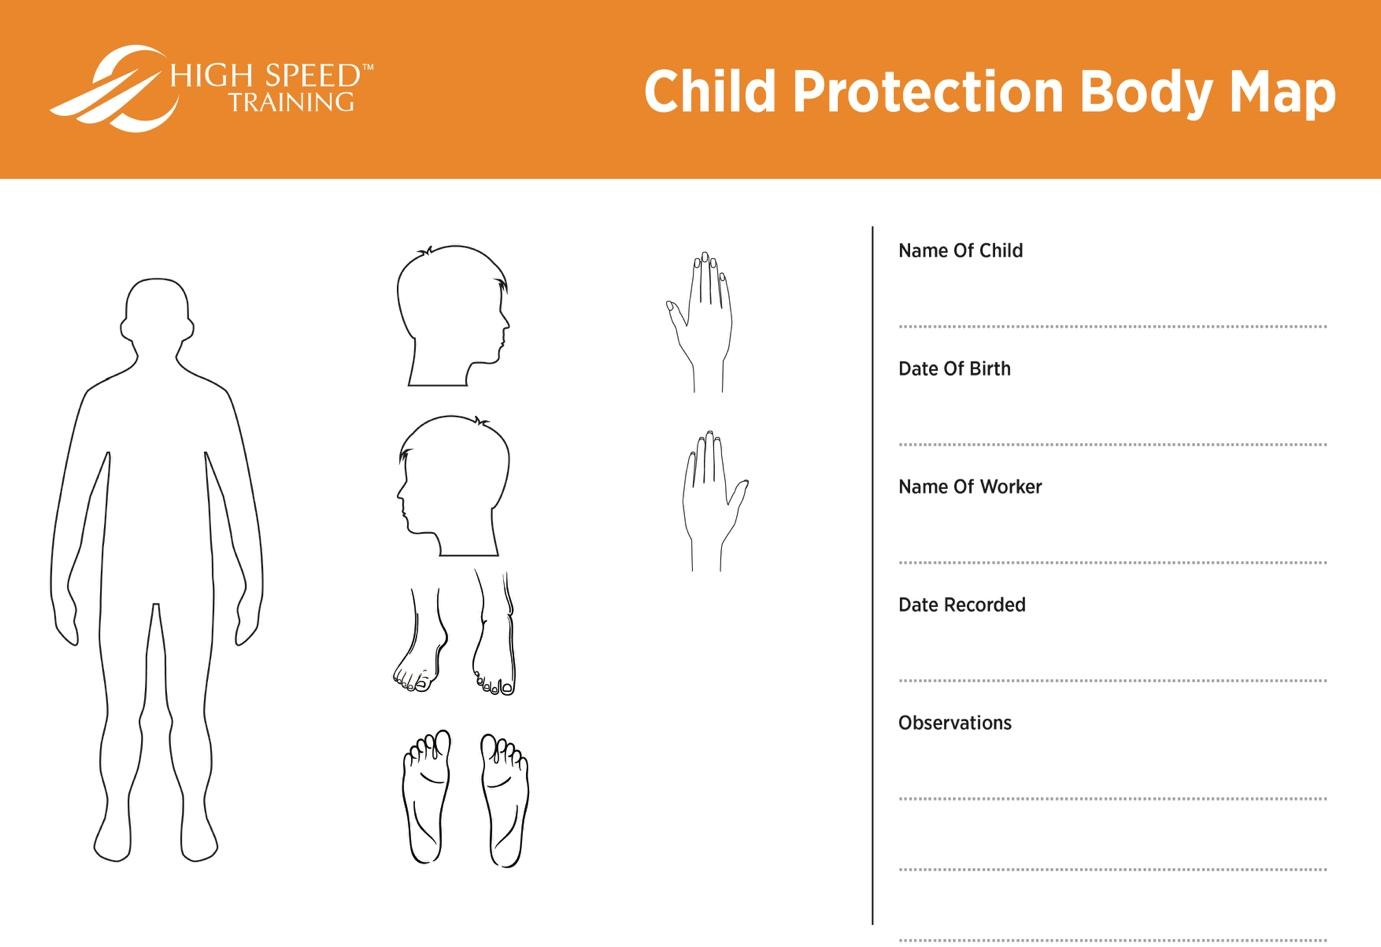 HIGH SPEED™
TRAINING
Child Protection Body Map
Name Of Child
Date Of Birth
Name Of Worker
Date Recorded
Observations